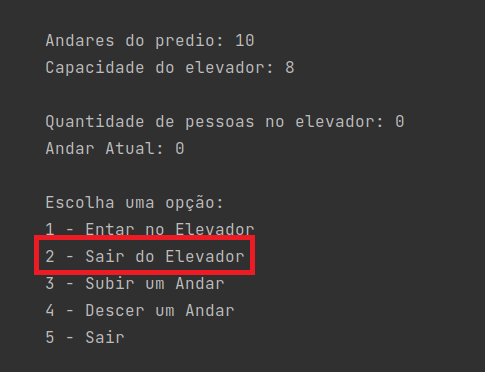 Andares do predio: 10
Capacidade do elevador: 8
Quantidade de pessoas no elevador: 0
Andar Atual: 0
Escolha uma opção:
1 - Entar no Elevador
2 - Sair do Elevador
3 - Subir um Andar
4 - Descer um Andar
5 - Sair